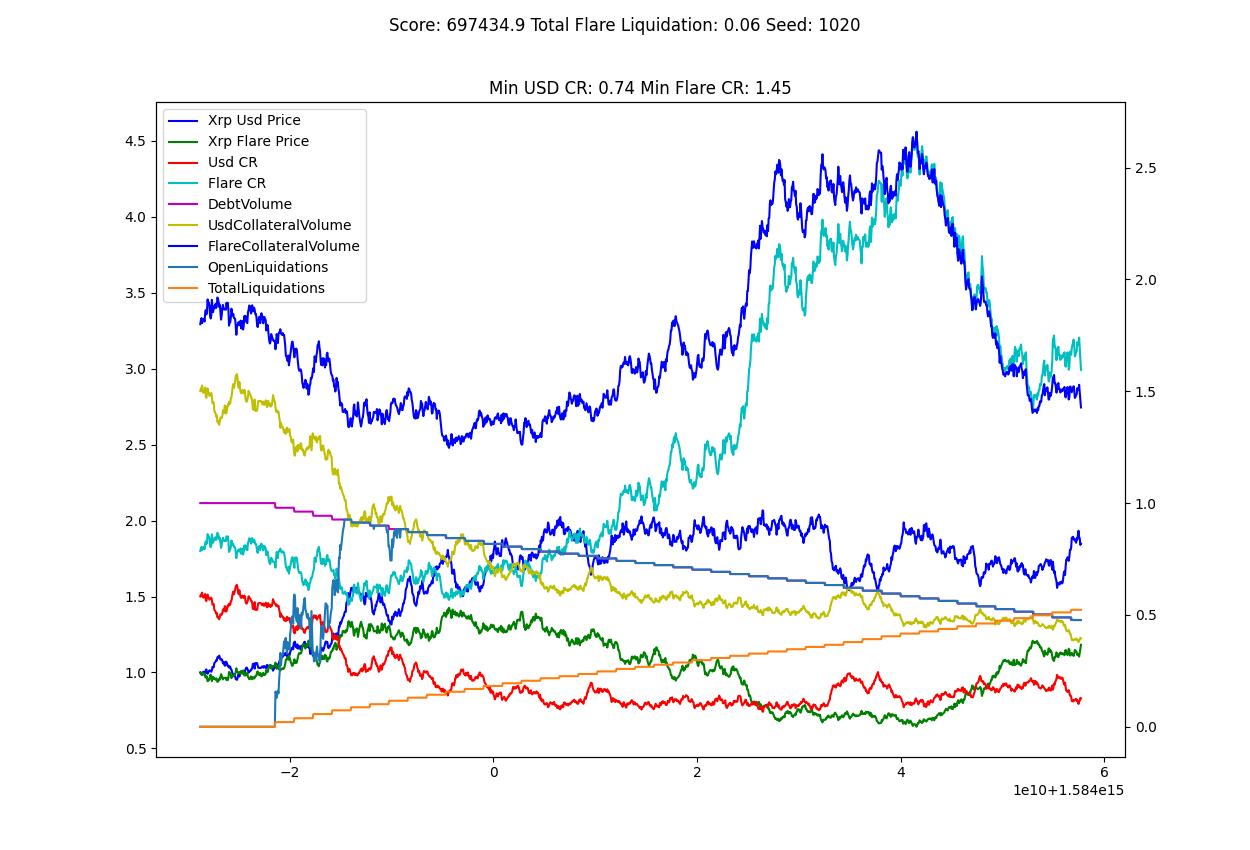 Score: 697434.9 Total Flare Liquidation: 0.06 Seed: 1020
Min USD CR: 0.74 Min Flare CR: 1.45
Xrp Usd Price
Xrp Flare Price
Usd CR
Flare CR
DebtVolume
UsdCollateralVolume
FlareCollateralVolume
OpenLiquidations
TotalLiquidations
4.5
4.0
3.5
3.0
2.5
2.0
1.5
1.0
0.5
2.5
2.0
1.5
1.0
0.5
0.0
−2
0
2
4
6
1e10+1.584e15